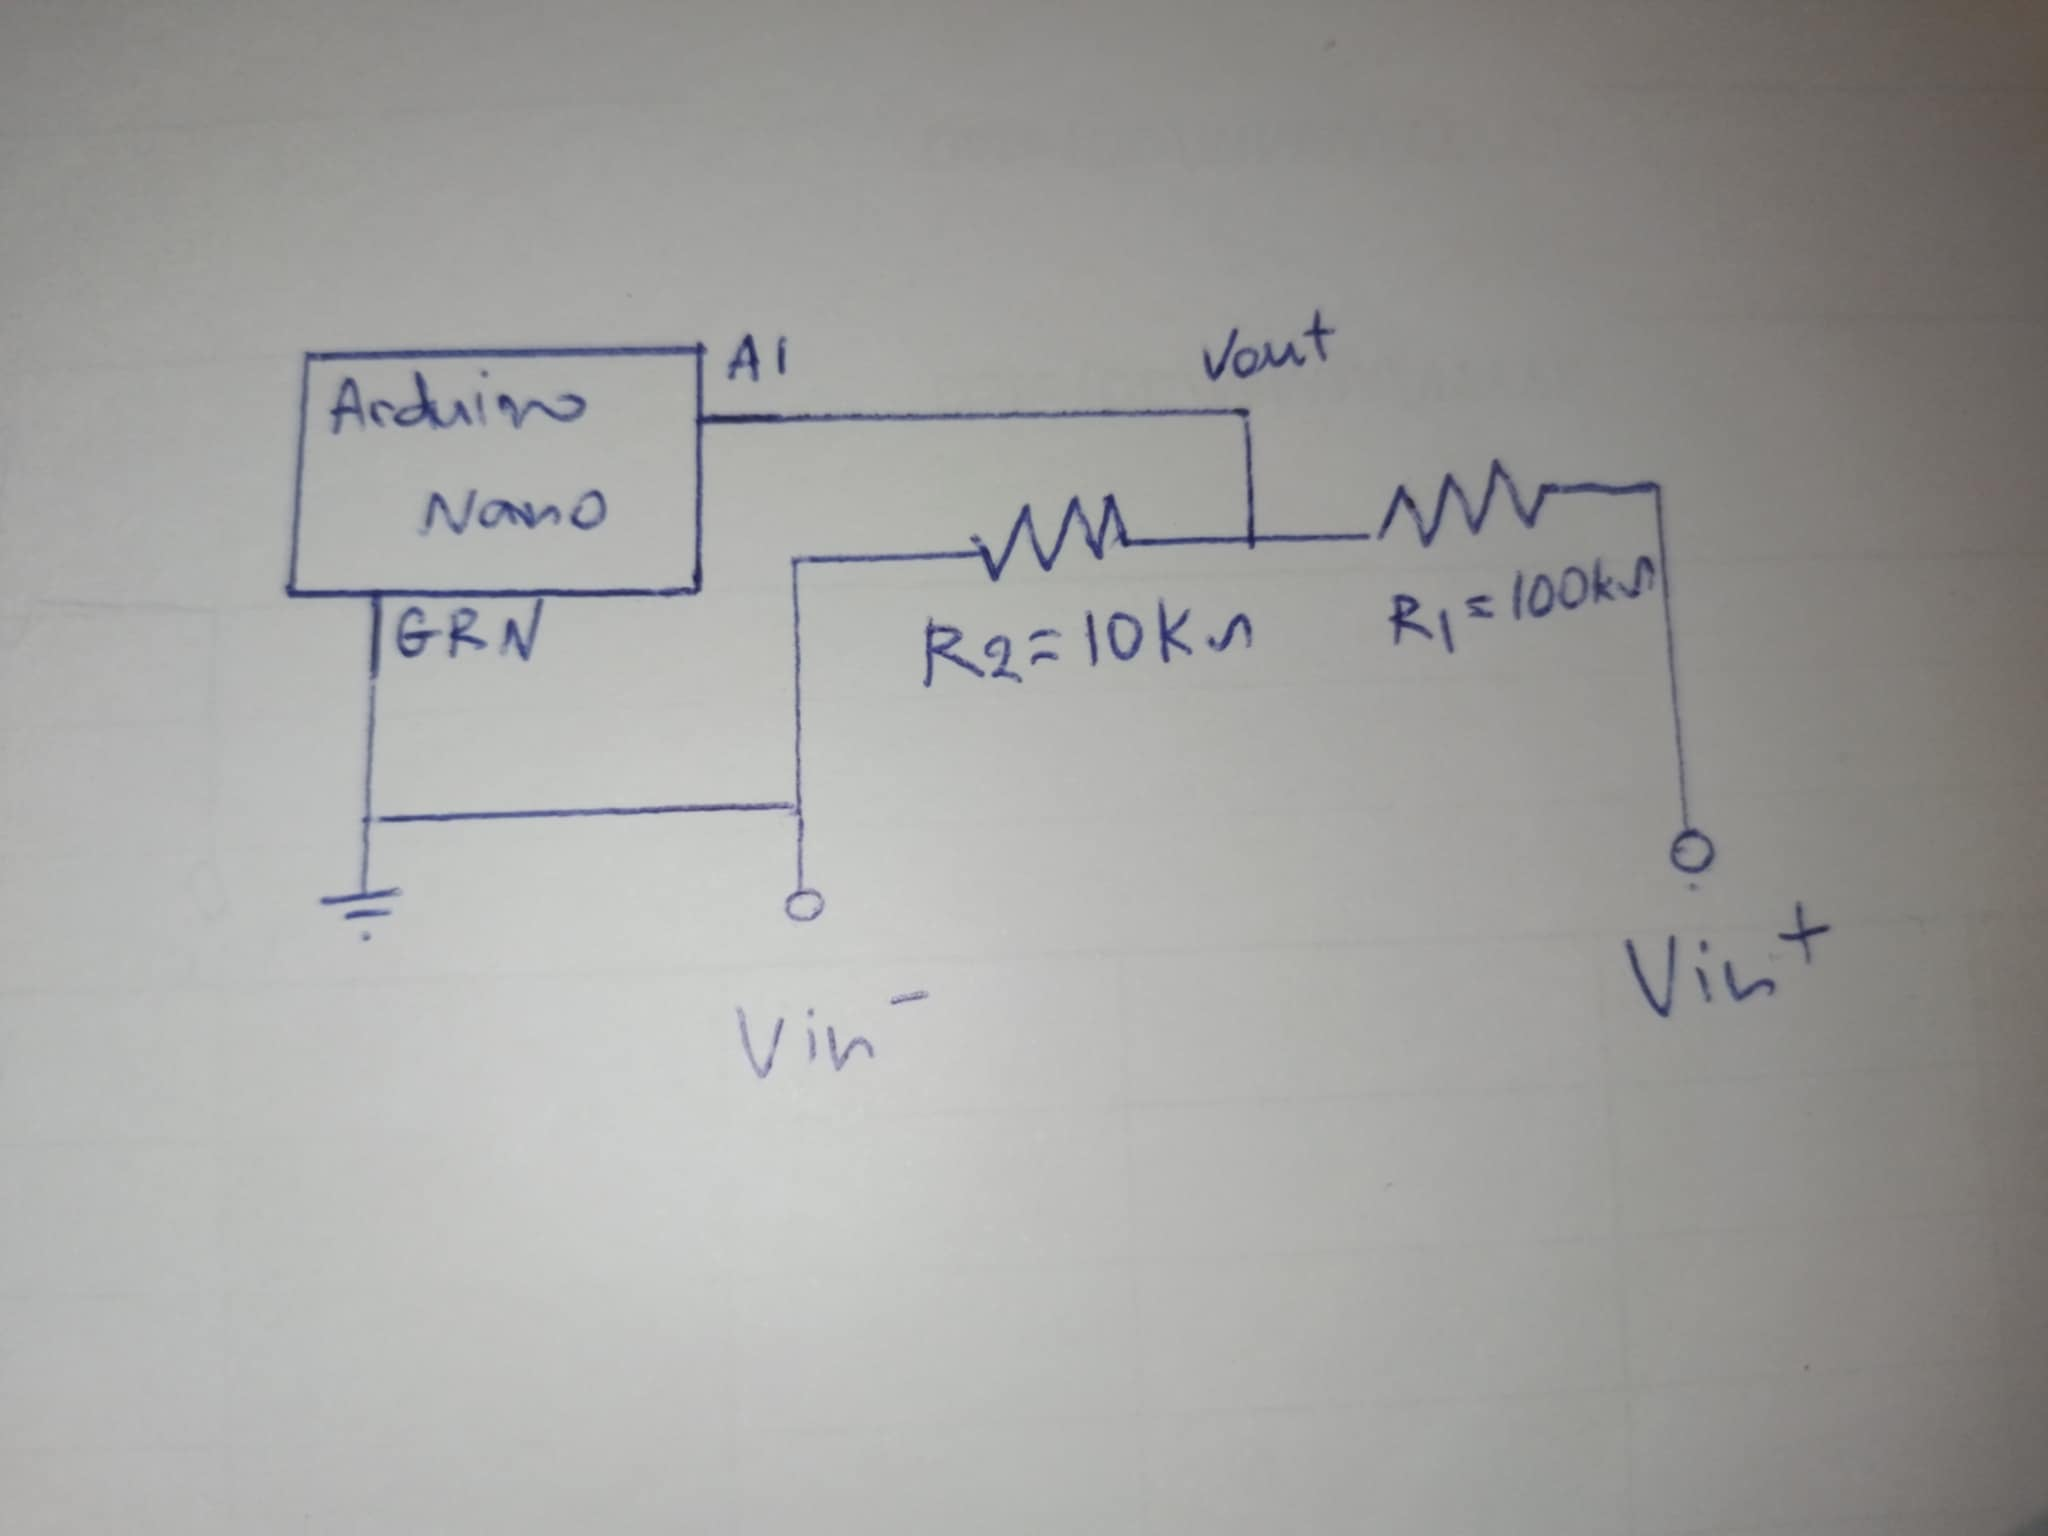 A1
Vout
Arduino
Nano
GRN
R2=10KΩ
R1=100kΩ
Vin-
Vin+